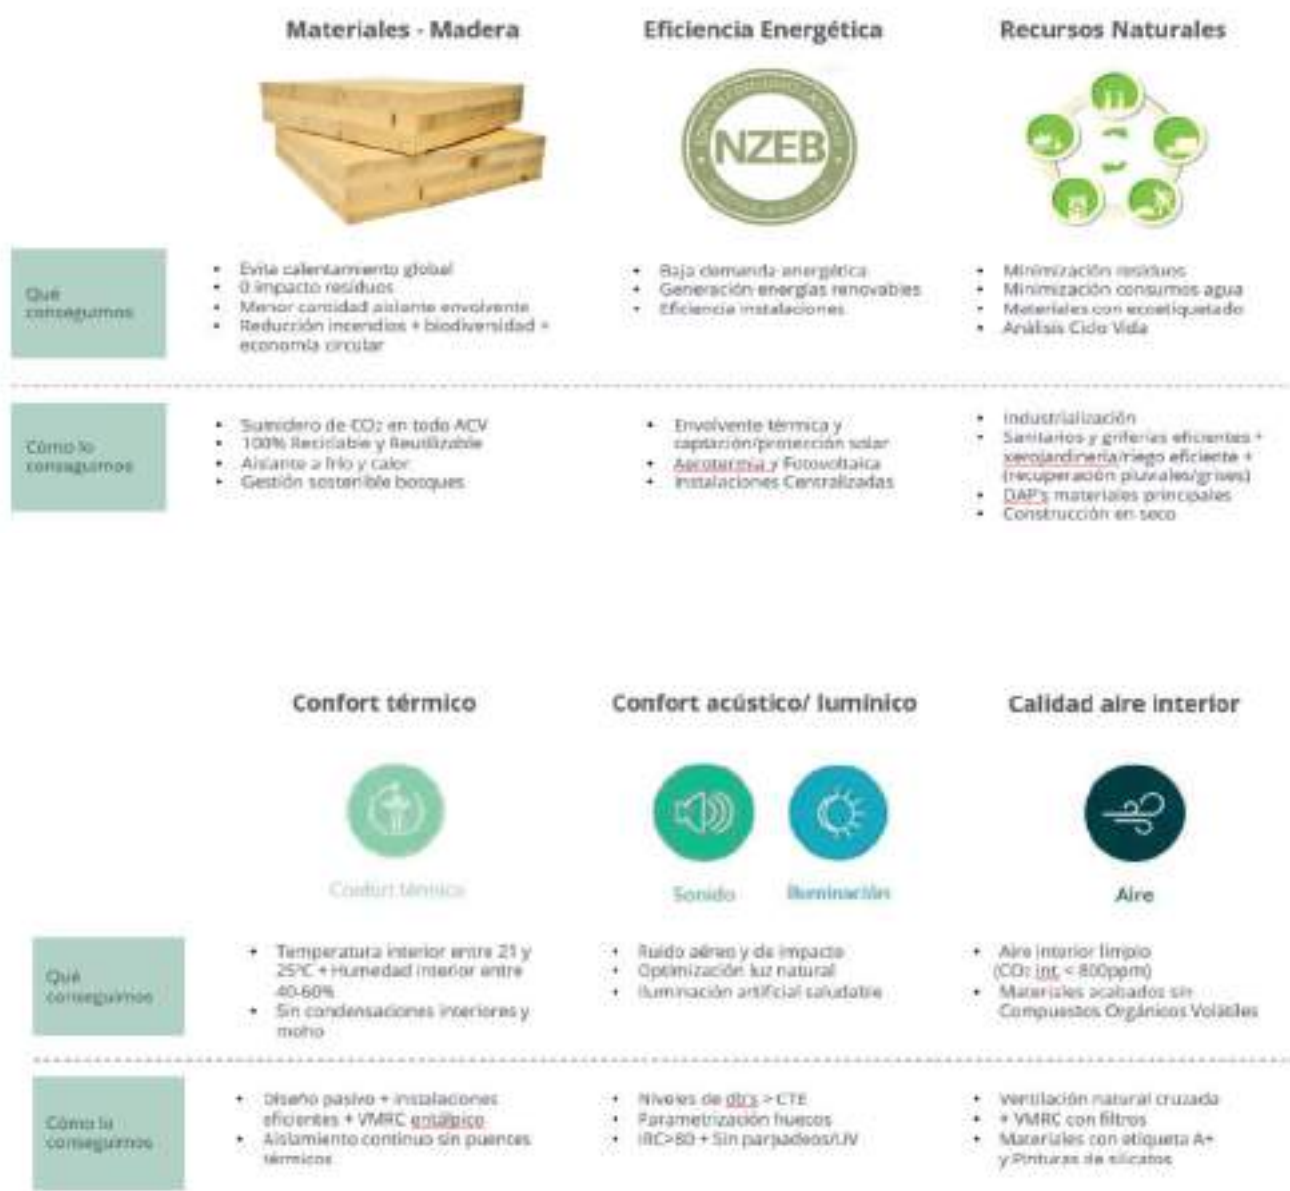 Materiales - Madera
Eficiencia Energética
Recursos Naturales
NZEB
Qué
conseguimos
• Evita calentamiento global
• 0 impacto residuos
• Menor cantidad aislante envolvente
• Reducción incendios + biodiversidad =
economía circular
• Baja demanda energética
• Generación energías renovables
• Eficiencia instalaciones
• Minimización residuos
• Minimización consumos agua
• Materiales con ecoetiquetado
• Análisis Ciclo Vida
Cómo lo
conseguimos
• Sumidero de CO₂ en todo ACV
• 100% Reciclable y Reutilizable
• Aislante a frío y calor
• Gestión sostenible bosques
• Envolvente térmica y
captación/protección solar
• Aerotermia y Fotovoltaica
• Instalaciones Centralizadas
• Industrialización
• Sanitarios y griferías eficientes +
xerojardinería/riego eficiente +
(recuperación pluviales/grises)
• DAP's materiales principales
• Construcción en seco
Confort térmico
Confort acústico/ lumínico
Calidad aire interior
Confort térmico
Sonido
Iluminación
Aire
Qué
conseguimos
• Temperatura interior entre 21 y
25ºC + Humedad interior entre
40-60%
• Sin condensaciones interiores y
moho
• Ruido aéreo y de impacto
• Optimización luz natural
• Iluminación artificial saludable
• Aire interior limpio
(CO₂ int. < 800ppm)
• Materiales acabados sin
Compuestos Orgánicos Volátiles
Cómo lo
conseguimos
• Diseño pasivo + instalaciones
eficientes + VMRC entálpico
• Aislamiento continuo sin puentes
térmicos
• Niveles de db's > CTE
• Parametrización huecos
• IRC>80 + Sin parpadeos/UV
• Ventilación natural cruzada
• + VMRC con filtros
• Materiales con etiqueta A+
y Pinturas de silicatos